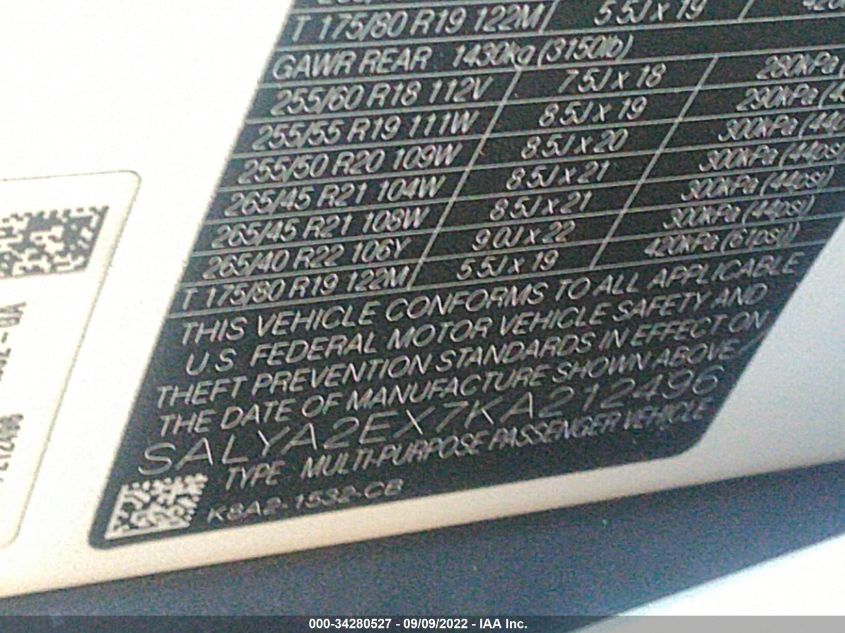 T 175/80 R19 122M 5.5J x 19
GAWR REAR 1430kg (3150lb)
255/60 R18 112V 7.5J x 18 280kPa
255/55 R19 111W 8.5J x 19 290kPa
255/50 R20 109W 8.5J x 20 300kPa (44
265/45 R21 104W 8.5J x 21 300kPa (44psi
265/45 R21 108W 8.5J x 21 300kPa (44psi)
265/40 R22 106Y 9.0J x 22 300kPa (44psi)
T 175/80 R19 122M 5.5J x 19 420kPa (61psi)
THIS VEHICLE CONFORMS TO ALL APPLICABLE
U.S. FEDERAL MOTOR VEHICLE SAFETY AND
THEFT PREVENTION STANDARDS IN EFFECT ON
THE DATE OF MANUFACTURE SHOWN ABOVE
SALYA2EX7KA212496
TYPE MULTI-PURPOSE PASSENGER VEHICLE
K8A2-1532-CB
000-34280527 - 09/09/2022 - IAA Inc.